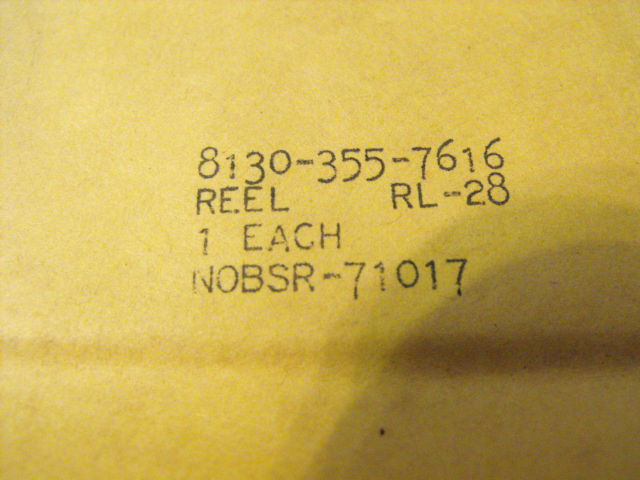 8130-355-7616
REEL RL-28
1 EACH
NOBSR-71017